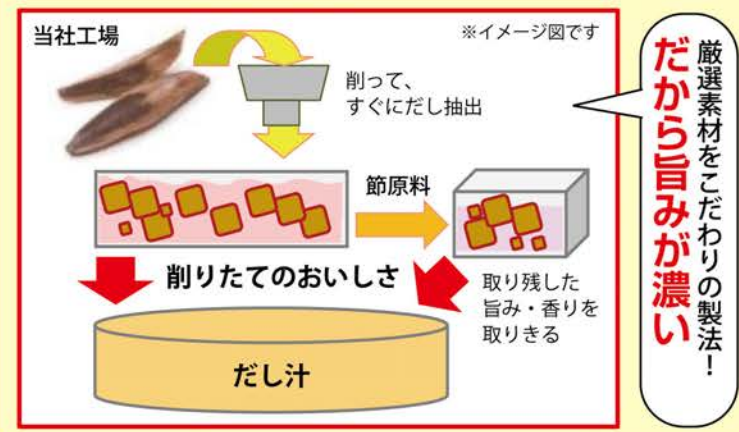 当社工場
※イメージ図です
削って、
すぐにだし抽出
節原料
削りたてのおいしさ
取り残した
旨み・香りを
取りきる
だし汁
厳選素材をこだわりの製法！
だから旨みが濃い